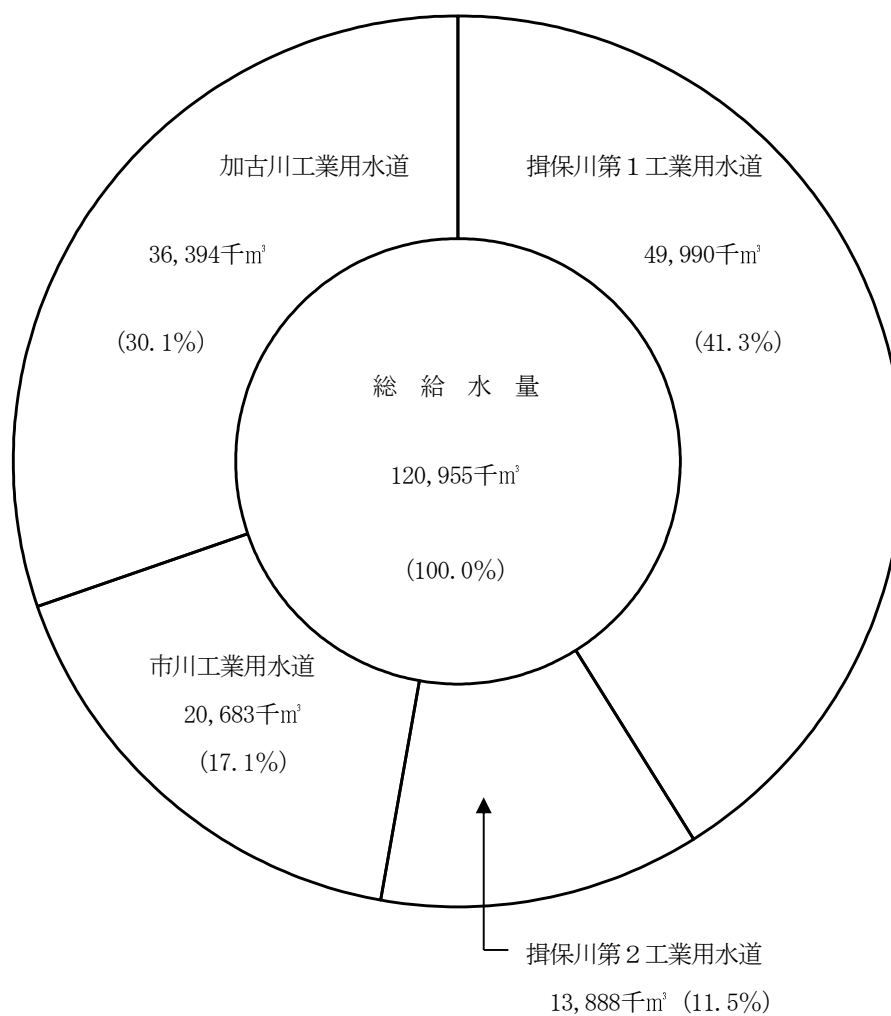 加古川工業用水道
36,394千㎥
(30.1%)
揖保川第１工業用水道
49,990千㎥
(41.3%)
総　給　水　量
120,955千㎥
(100.0%)
市川工業用水道
20,683千㎥
(17.1%)
揖保川第２工業用水道
13,888千㎥ (11.5%)